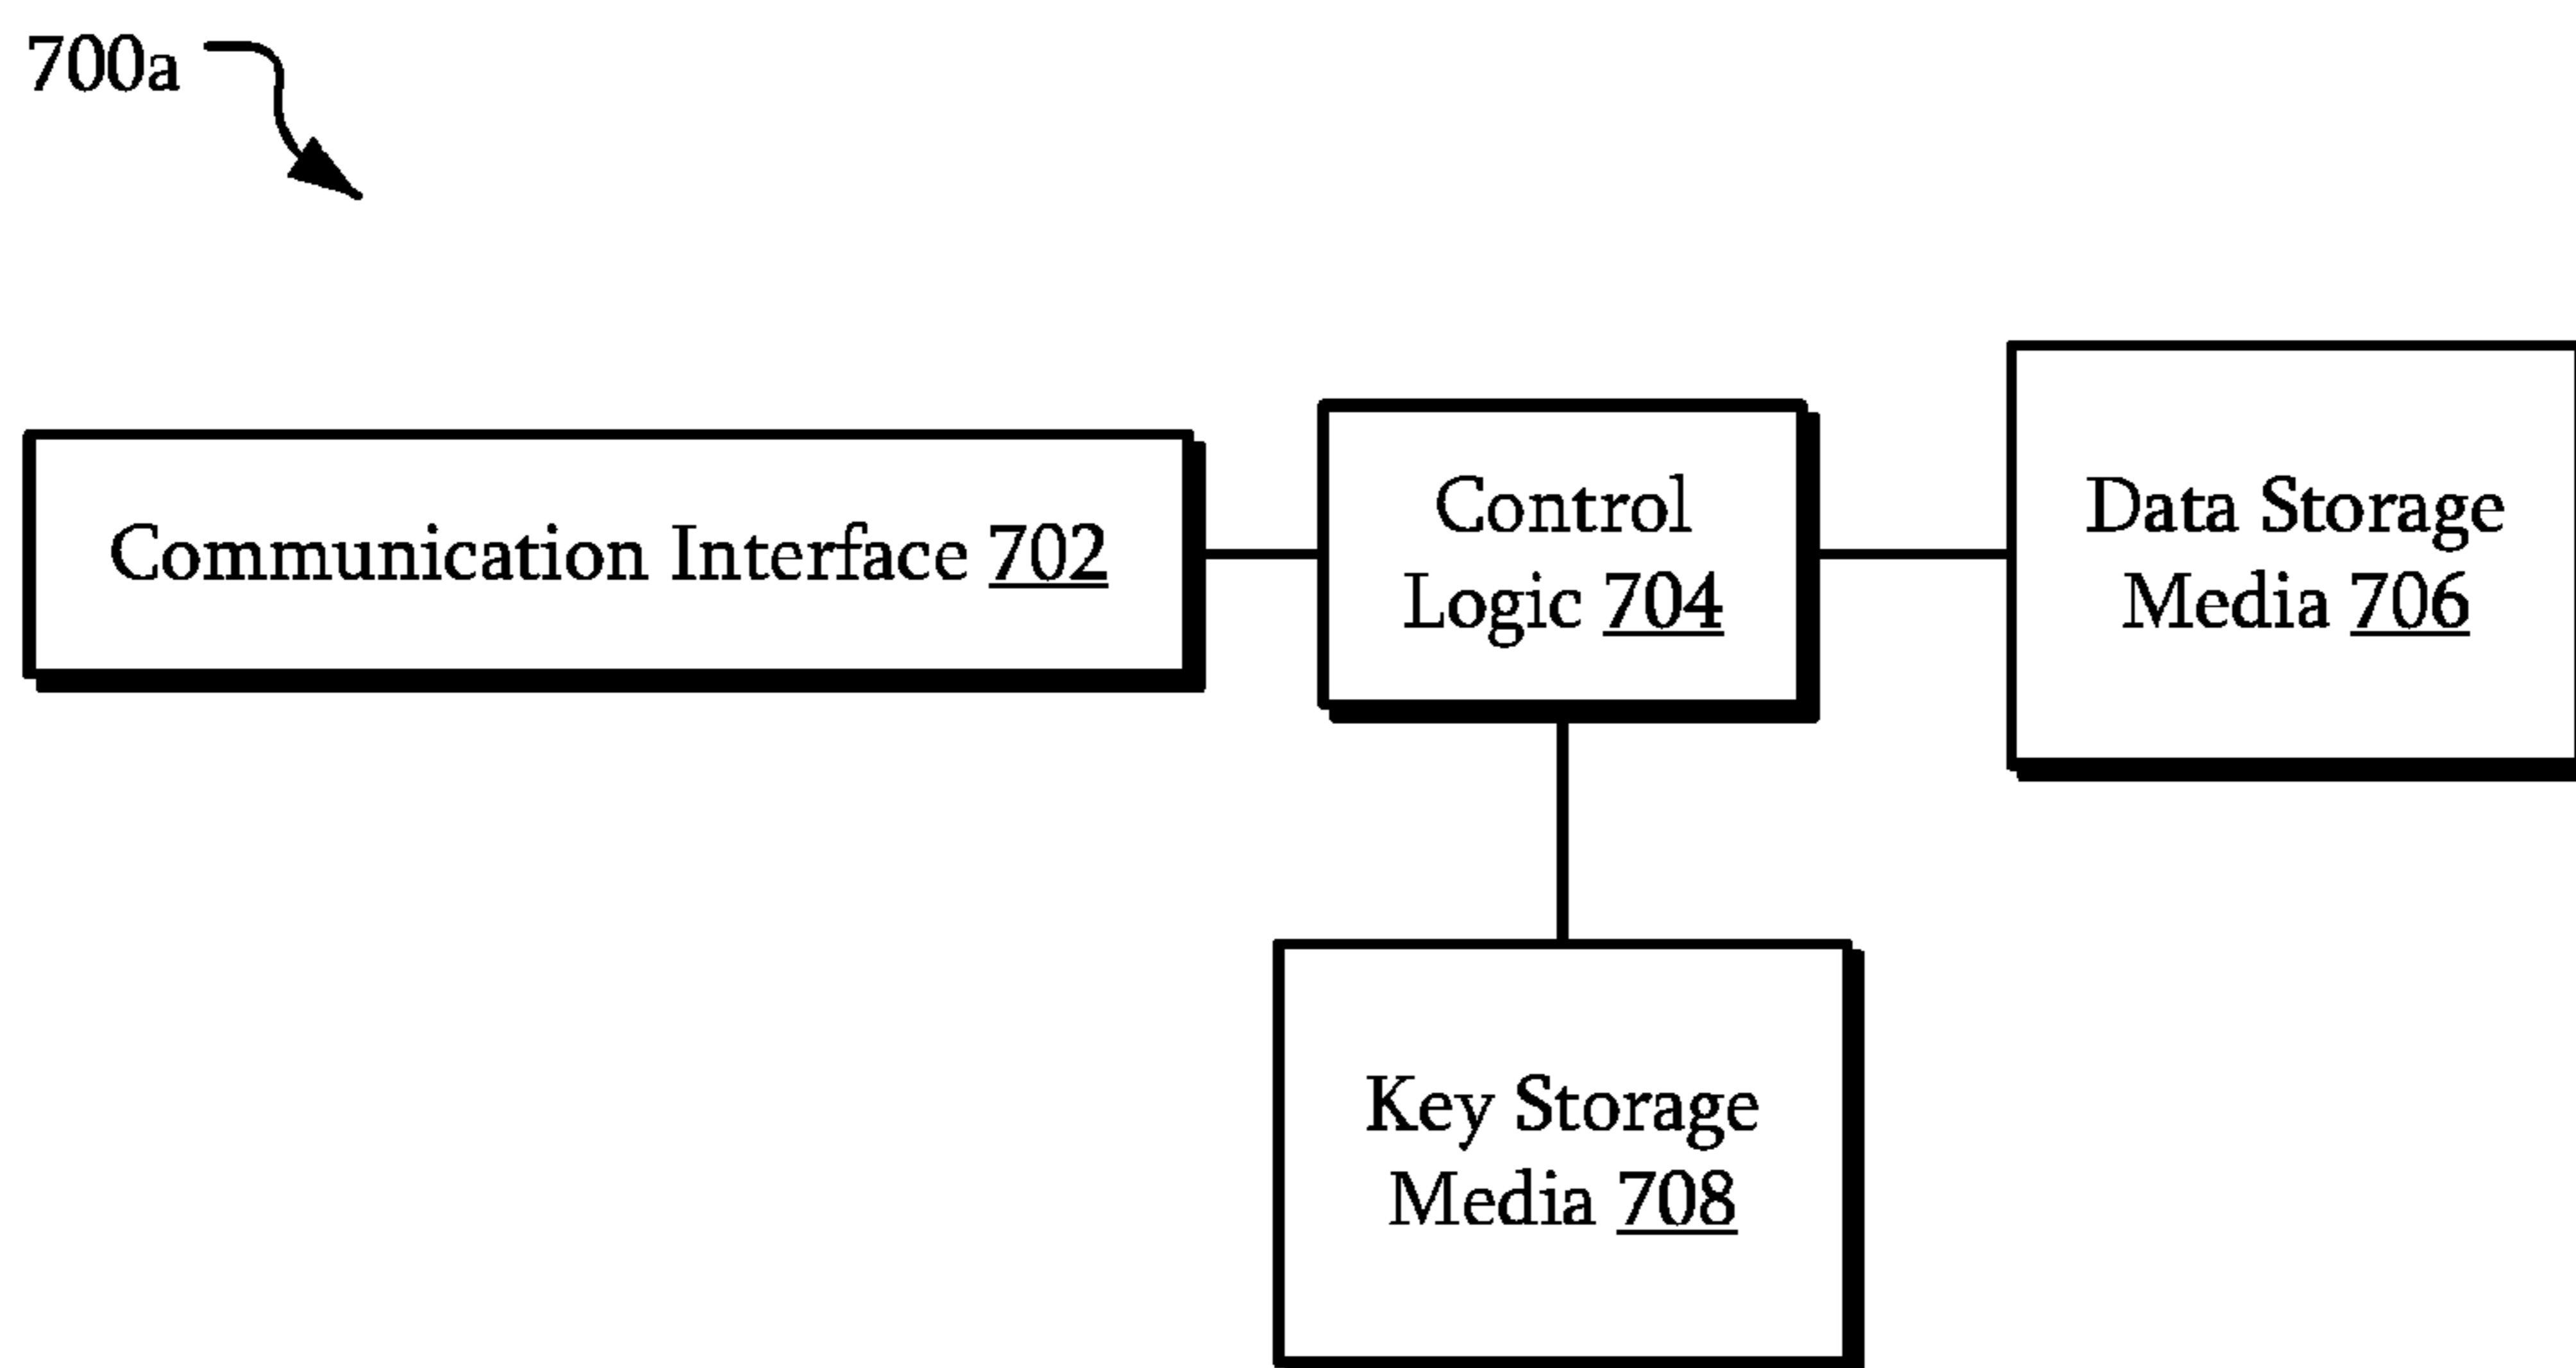 700a
Communication Interface 702
Control
Logic 704
Data Storage
Media 706
Key Storage
Media 708